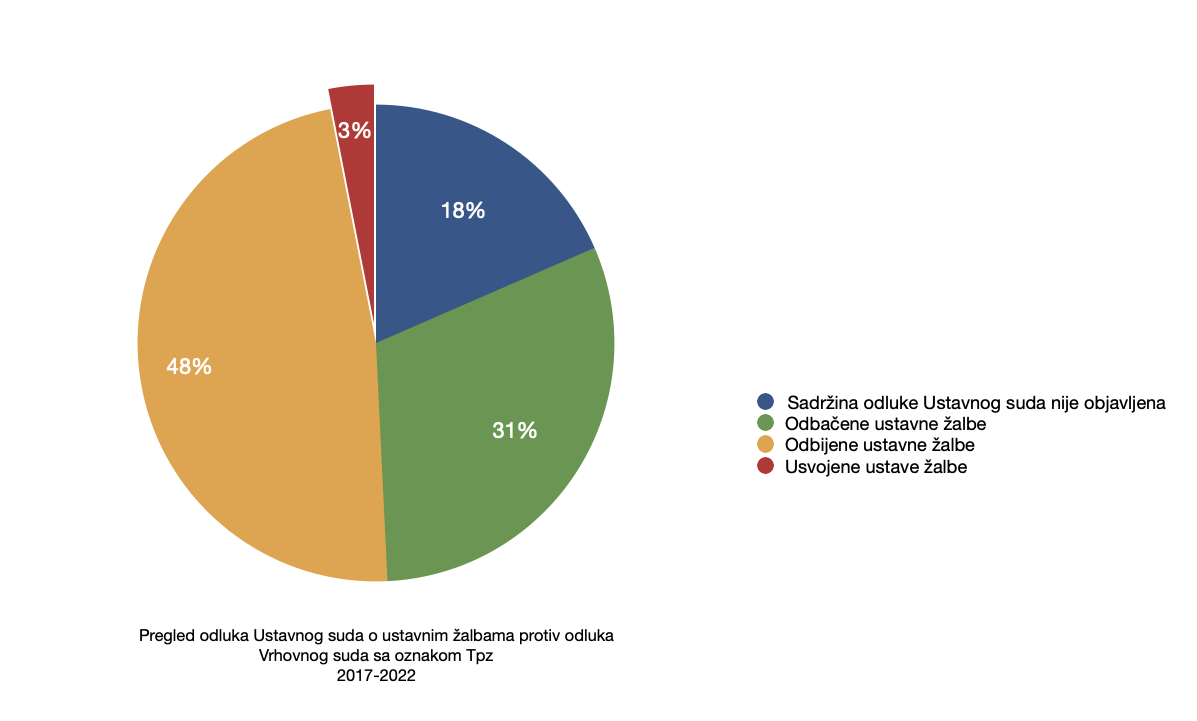 3%
18%
48%
31%
Sadržina odluke Ustavnog suda nije objavljena
Odbačene ustavne žalbe
Odbijene ustavne žalbe
Usvojene ustave žalbe
Pregled odluka Ustavnog suda o ustavnim žalbama protiv odluka
Vrhovnog suda sa oznakom Tpz
2017-2022